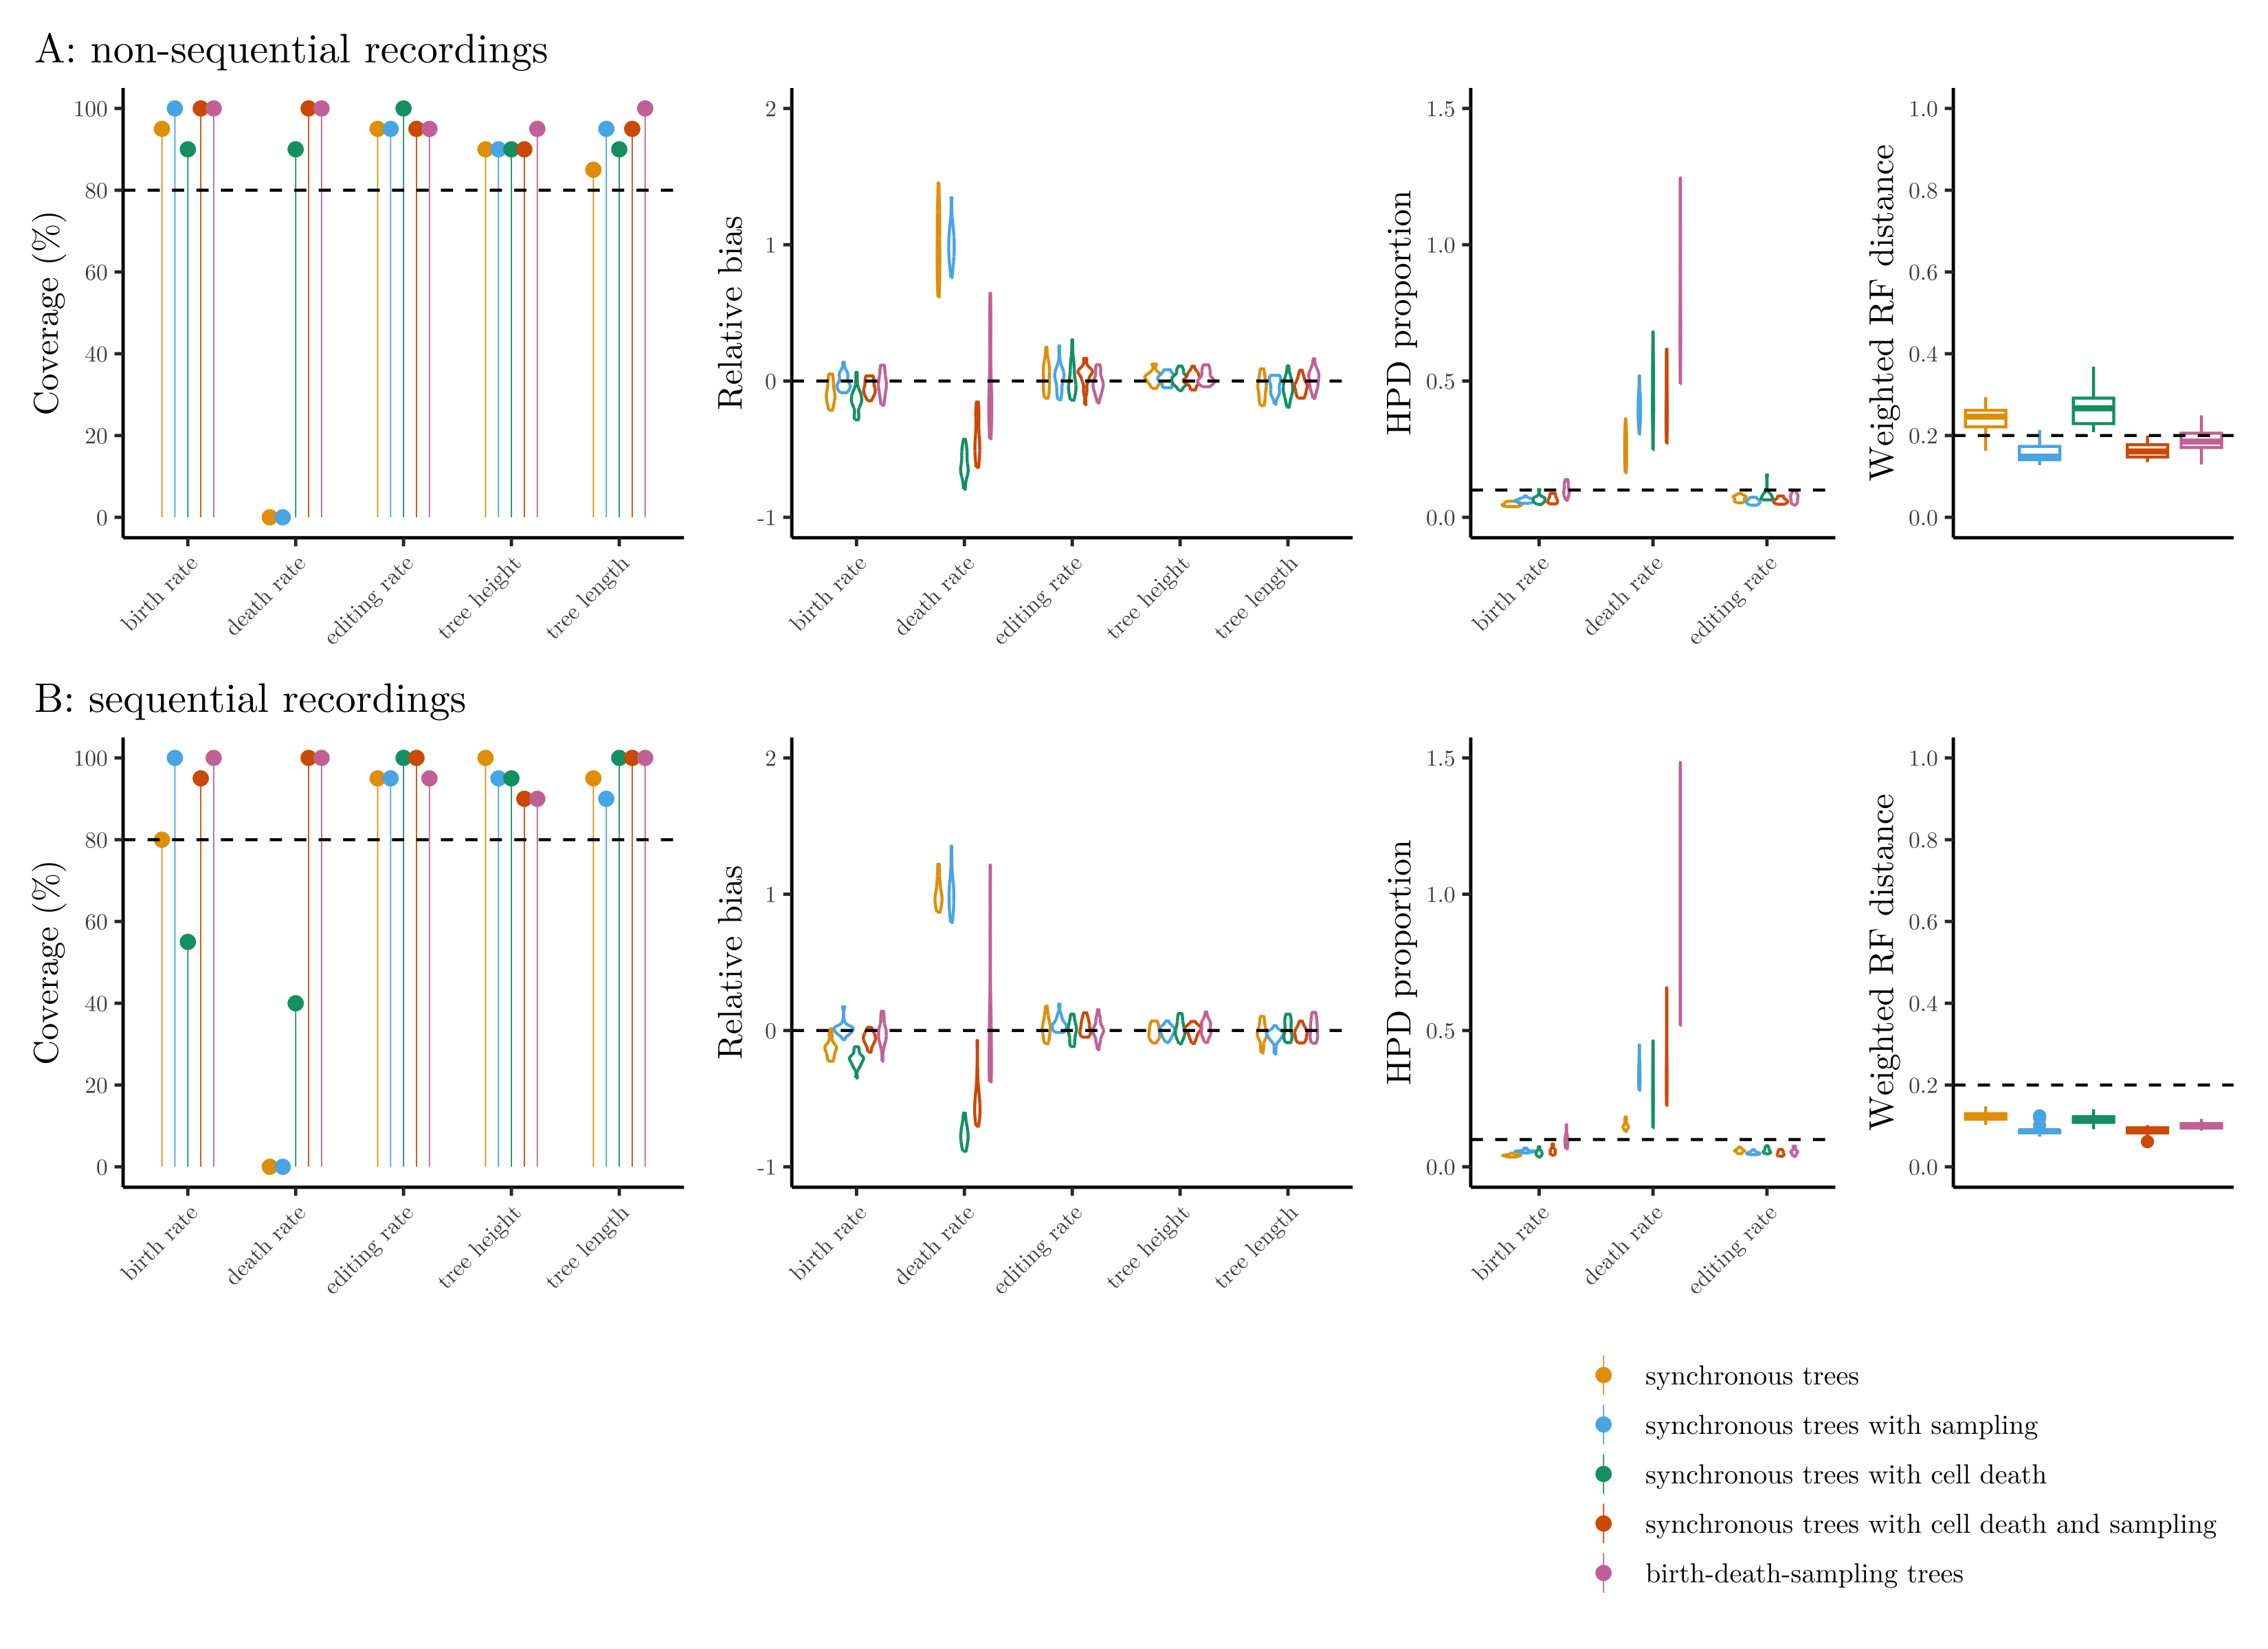 A: non-sequential recordings
Coverage (%)
100
80
60
40
20
0
birth rate
death rate
editing rate
tree height
tree length
Relative bias
2
1
0
-1
birth rate
death rate
editing rate
tree height
tree length
HPD proportion
1.5
1.0
0.5
0.0
birth rate
death rate
editing rate
Weighted RF distance
1.0
0.8
0.6
0.4
0.2
0.0
B: sequential recordings
Coverage (%)
100
80
60
40
20
0
birth rate
death rate
editing rate
tree height
tree length
Relative bias
2
1
0
-1
birth rate
death rate
editing rate
tree height
tree length
HPD proportion
1.5
1.0
0.5
0.0
birth rate
death rate
editing rate
Weighted RF distance
1.0
0.8
0.6
0.4
0.2
0.0
synchronous trees
synchronous trees with sampling
synchronous trees with cell death
synchronous trees with cell death and sampling
birth-death-sampling trees